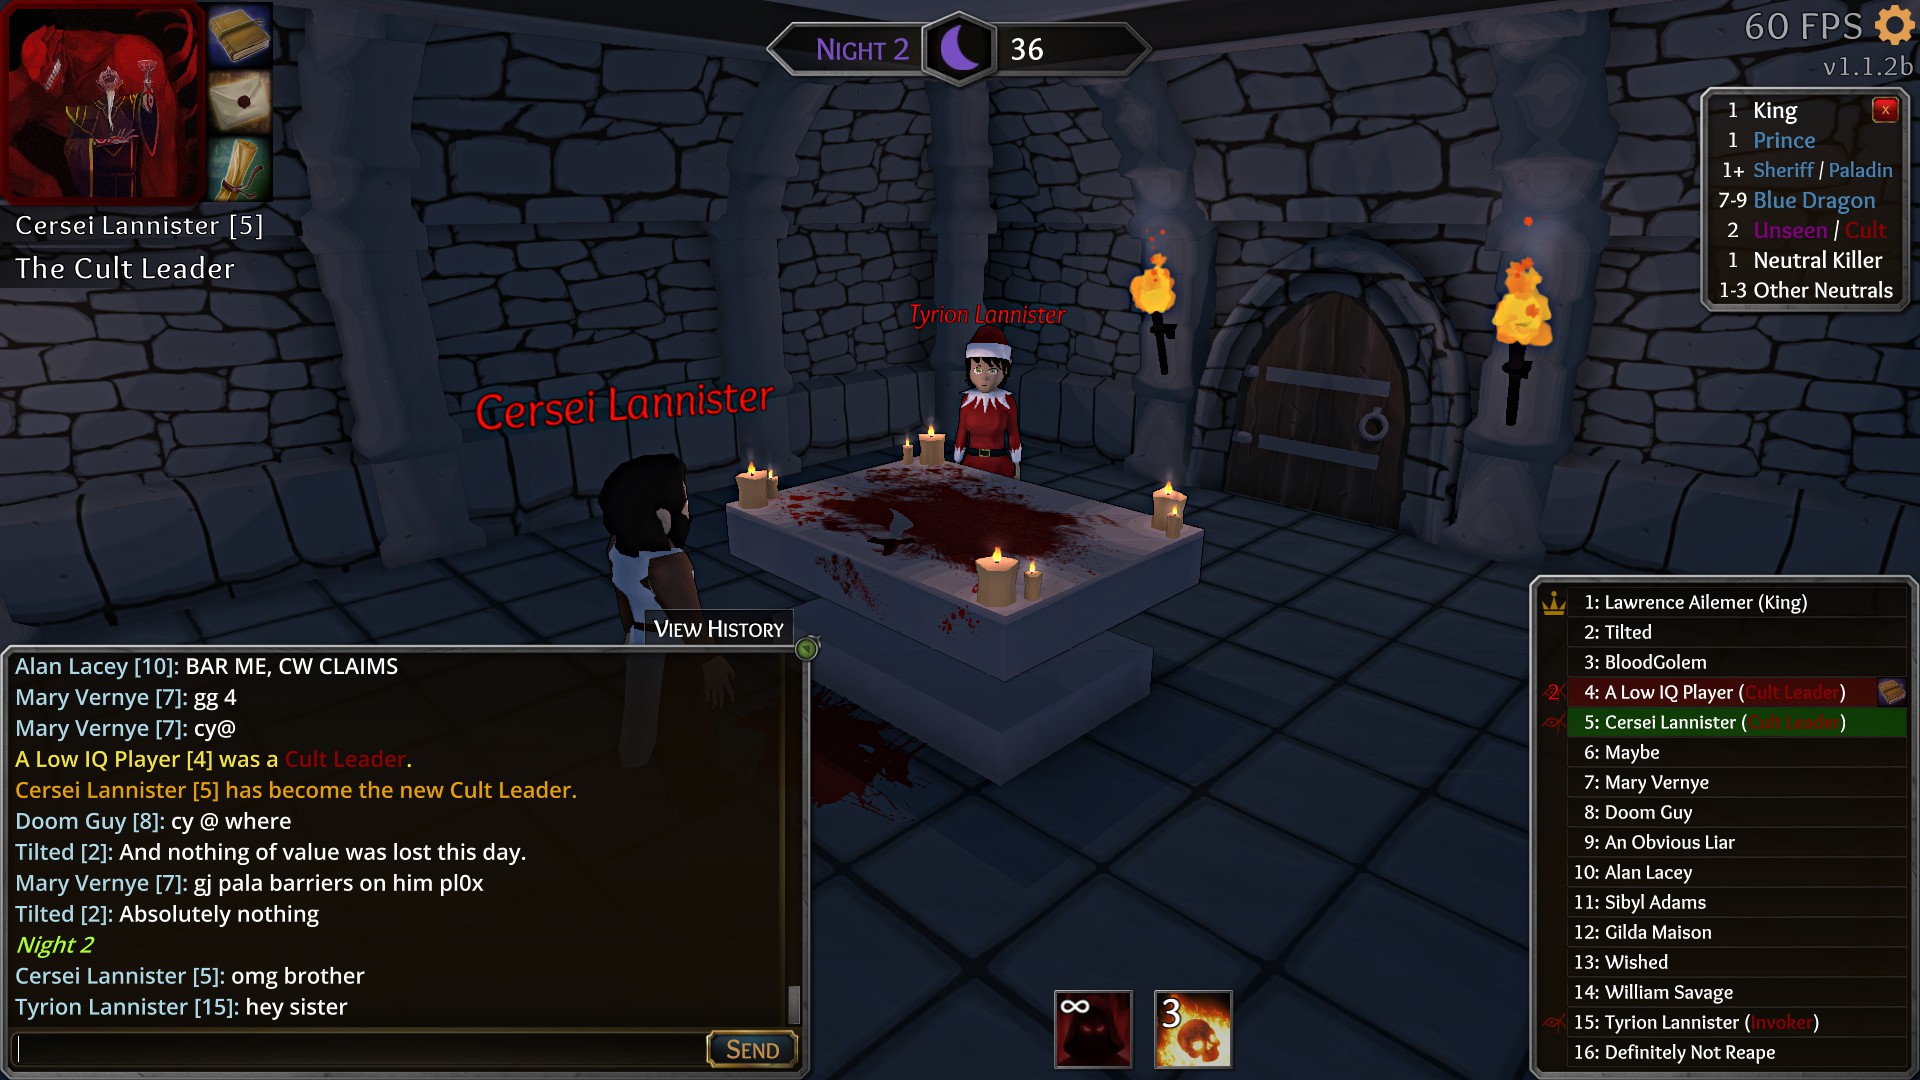 NIGHT 2
36
60 FPS
v1.1.2b
Cersei Lannister [5]
The Cult Leader
1 King
X
1 Prince
1+ Sheriff / Paladin
7-9 Blue Dragon
2 Unseen / Cult
1 Neutral Killer
1-3 Other Neutrals
Tyrion Lannister
Cersei Lannister
VIEW HISTORY
Alan Lacey [10]: BAR ME, CW CLAIMS
Mary Vernye [7]: gg 4
Mary Vernye [7]: cy@
A Low IQ Player [4] was a Cult Leader.
Cersei Lannister [5] has become the new Cult Leader.
Doom Guy [8]: cy @ where
Tilted [2]: And nothing of value was lost this day.
Mary Vernye [7]: gj pala barriers on him pl0x
Tilted [2]: Absolutely nothing
Night 2
Cersei Lannister [5]: omg brother
Tyrion Lannister [15]: hey sister
SEND
∞
3
1: Lawrence Ailemer (King)
2: Tilted
3: BloodGolem
2 4: A Low IQ Player (Cult Leader)
5: Cersei Lannister (Cult Leader)
6: Maybe
7: Mary Vernye
8: Doom Guy
9: An Obvious Liar
10: Alan Lacey
11: Sibyl Adams
12: Gilda Maison
13: Wished
14: William Savage
15: Tyrion Lannister (Invoker)
16: Definitely Not Reape